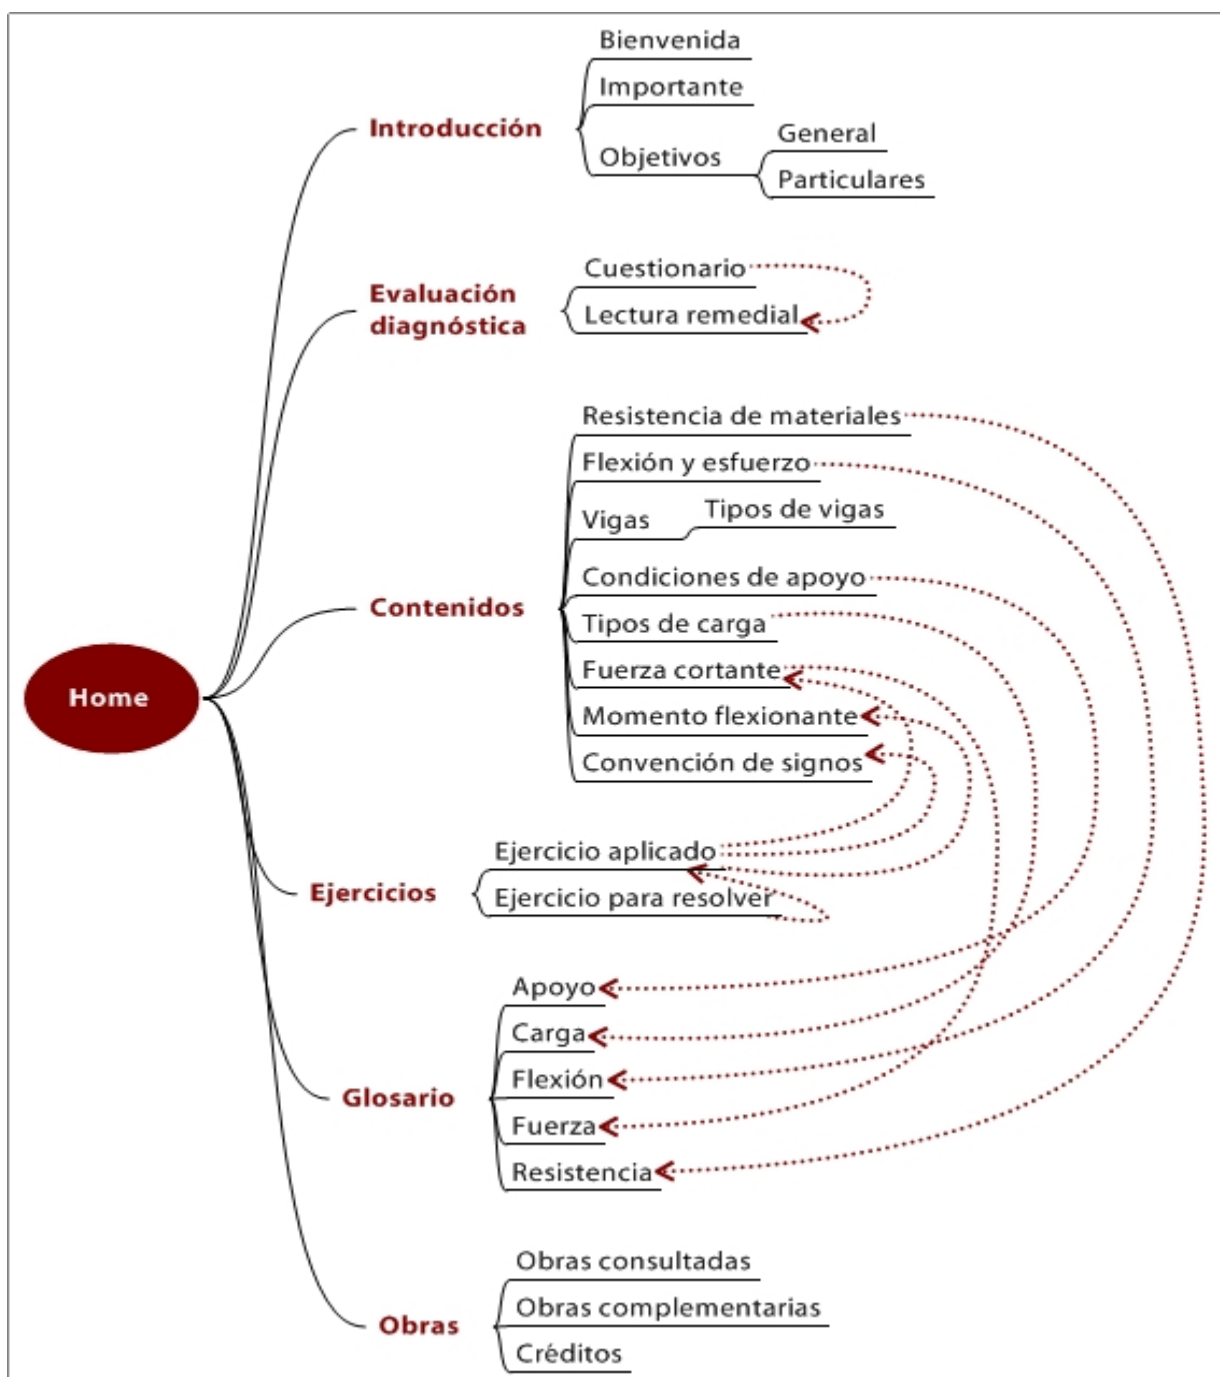 Bienvenida
Importante
Introducción
Objetivos
General
Particulares
Evaluación
diagnóstica
Cuestionario
Lectura remedial
Resistencia de materiales
Flexión y esfuerzo
Vigas
Tipos de vigas
Condiciones de apoyo
Contenidos
Tipos de carga
Fuerza cortante
Momento flexionante
Convención de signos
Home
Ejercicio aplicado
Ejercicios
Ejercicio para resolver
Apoyo
Carga
Flexión
Glosario
Fuerza
Resistencia
Obras consultadas
Obras complementarias
Obras
Créditos